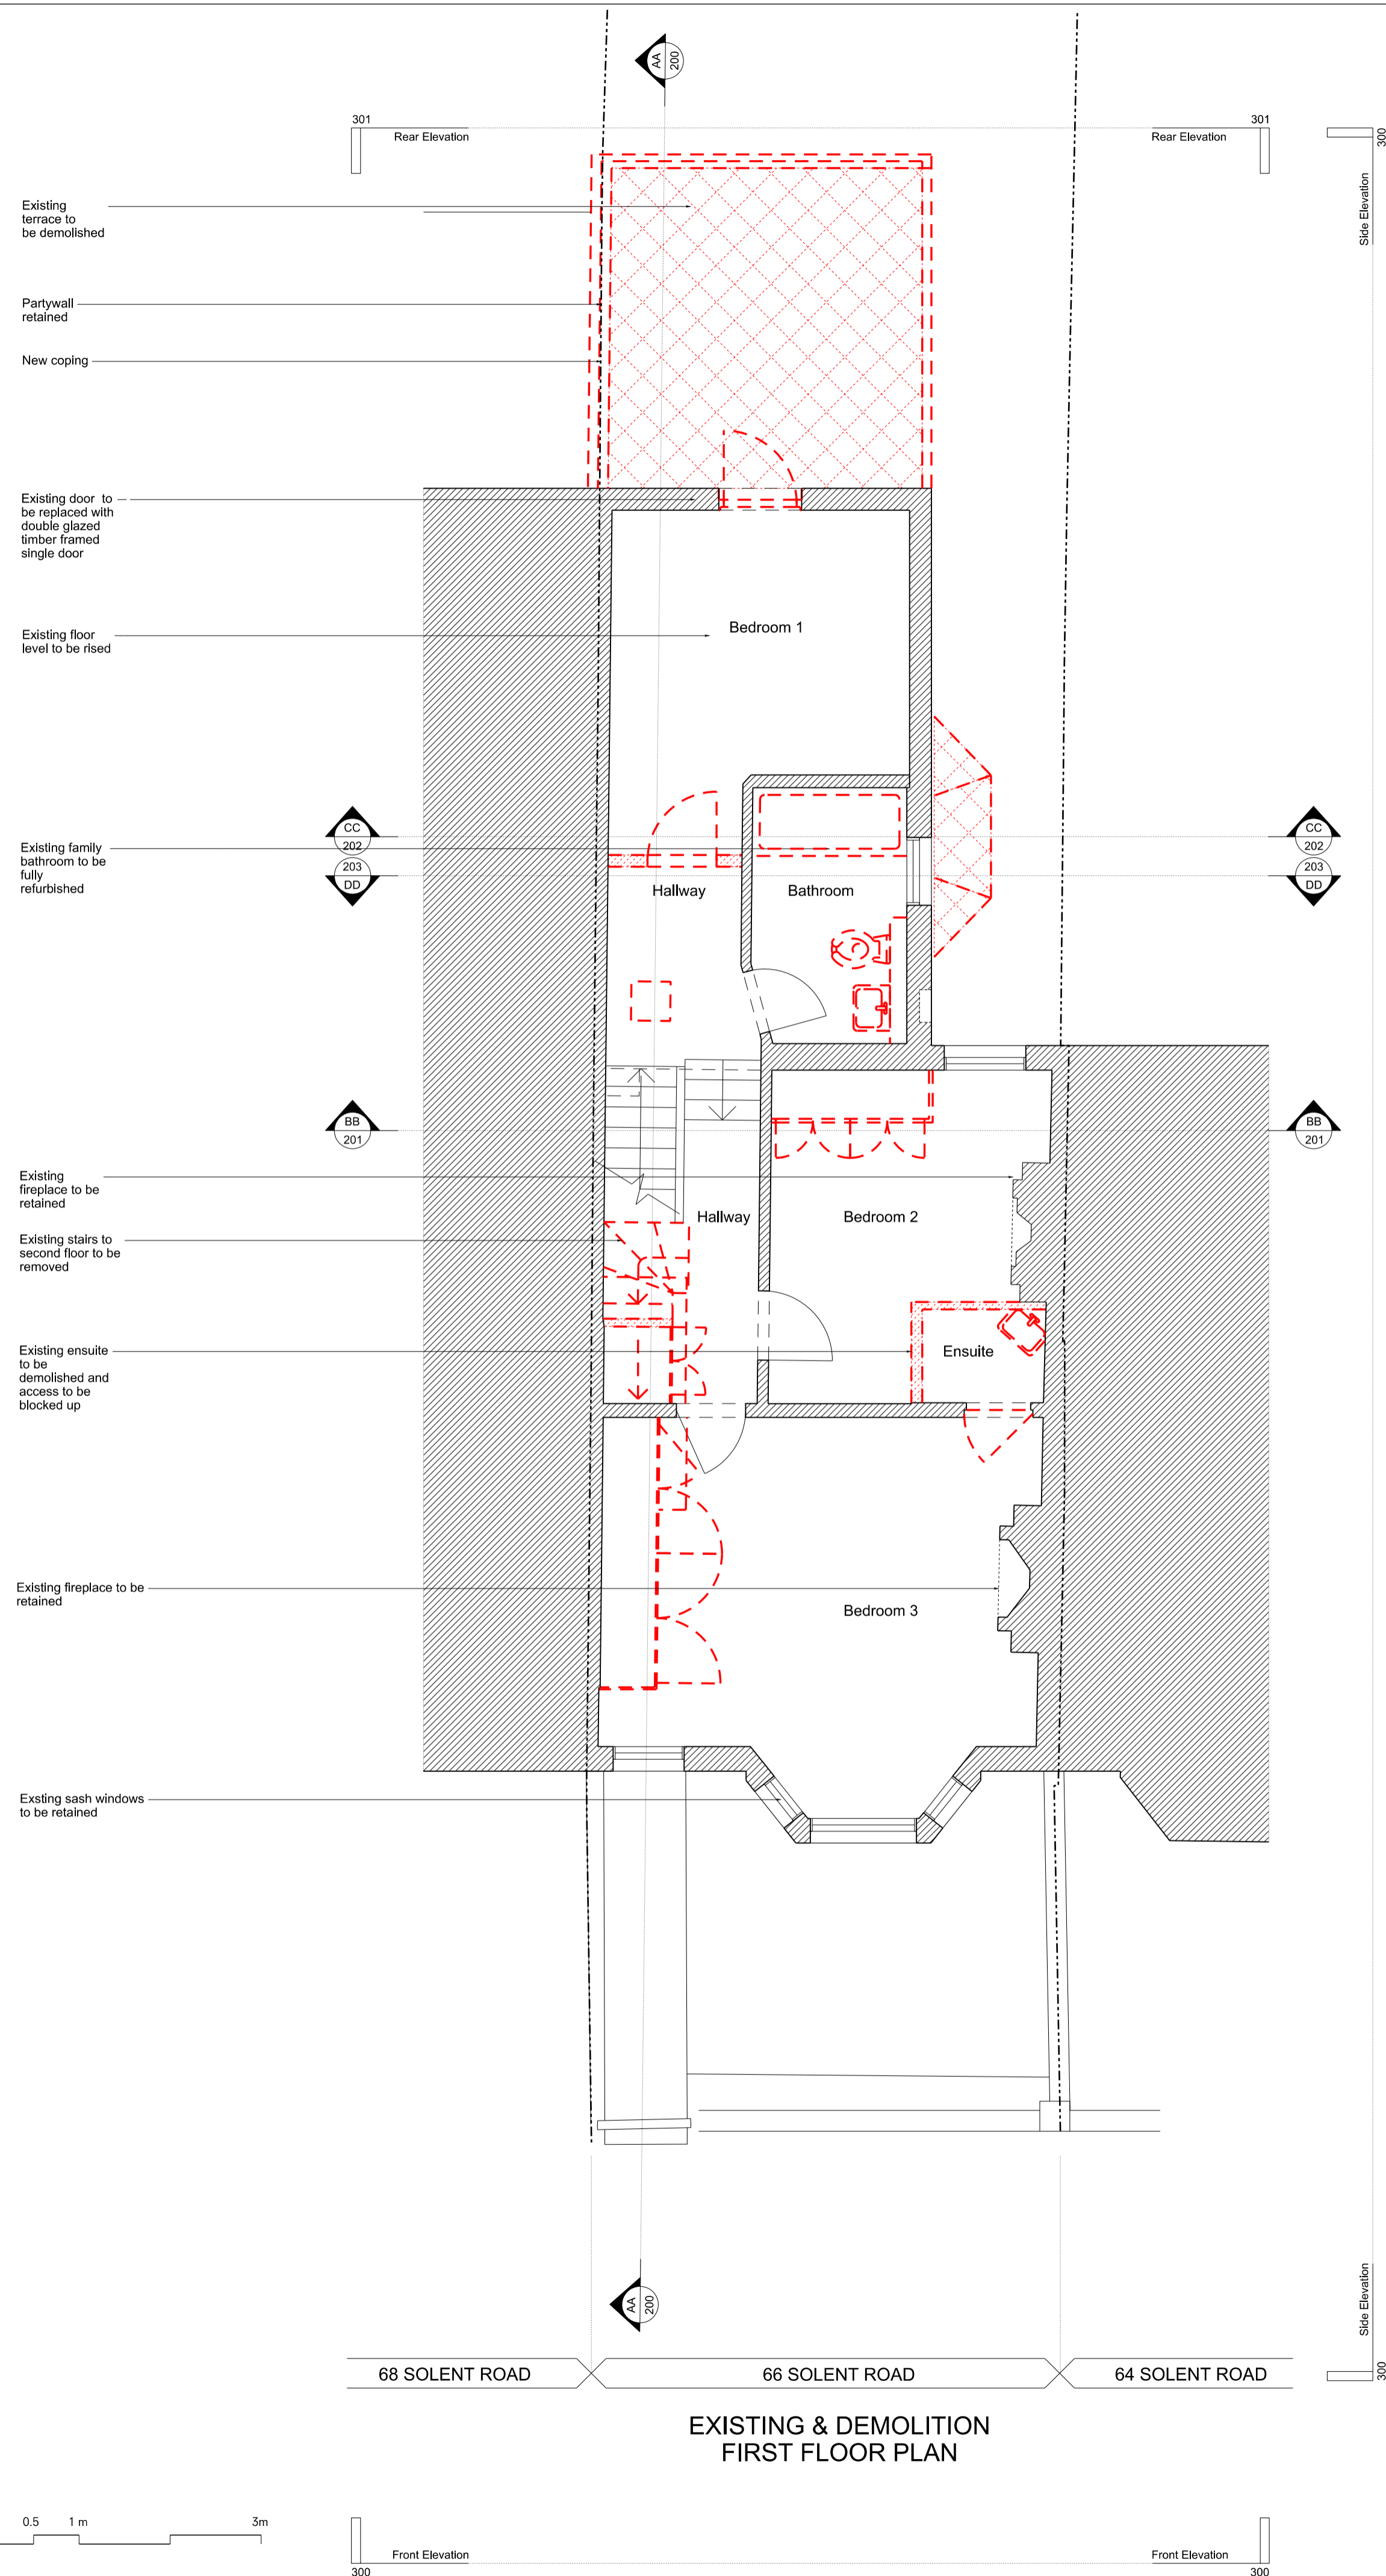 AA
200
301
301
300
Rear Elevation
Rear Elevation
Side Elevation
Existing
terrace to
be demolished
Partywall
retained
New coping
Existing door to
be replaced with
double glazed
timber framed
single door
Existing floor
level to be rised
Bedroom 1
CC
202
203
DD
CC
202
203
DD
Existing family
bathroom to be
fully
refurbished
Hallway
Bathroom
BB
201
BB
201
Existing
fireplace to be
retained
Hallway
Bedroom 2
Existing stairs to
second floor to be
removed
Existing ensuite
to be
demolished and
access to be
blocked up
Ensuite
Existing fireplace to be
retained
Bedroom 3
Exsting sash windows
to be retained
AA
200
Side Elevation
300
68 SOLENT ROAD
66 SOLENT ROAD
64 SOLENT ROAD
EXISTING & DEMOLITION
FIRST FLOOR PLAN
0.5
1 m
3m
Front Elevation
Front Elevation
300
300